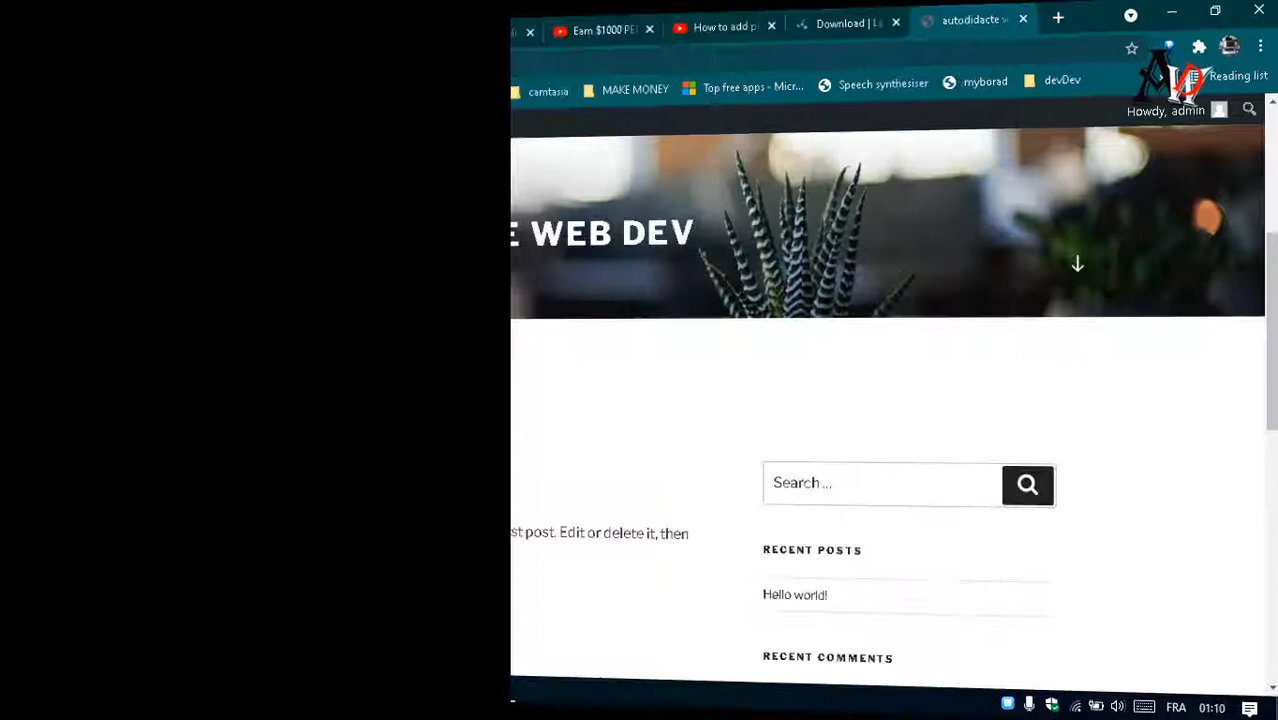 Earn $1000 PE
How to add p
Download | L
autodidacte w
camtasia
MAKE MONEY
Top free apps - Micr...
Speech synthesiser
myborad
devDev
Reading list
Howdy, admin
E WEB DEV
Search ...
st post. Edit or delete it, then
RECENT POSTS
Hello world!
RECENT COMMENTS
FRA
01:10